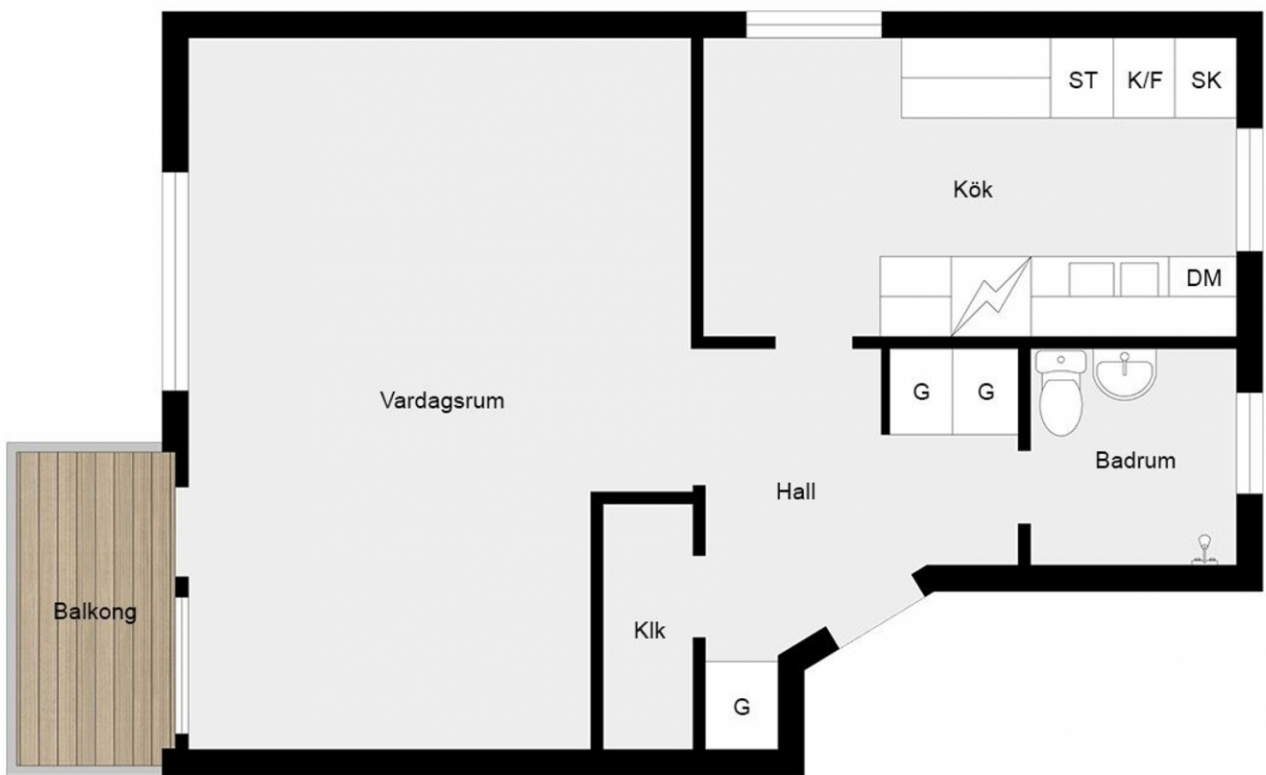 ST K/F SK
Kök
DM
G G
Vardagsrum
Badrum
Hall
Balkong
Klk
G